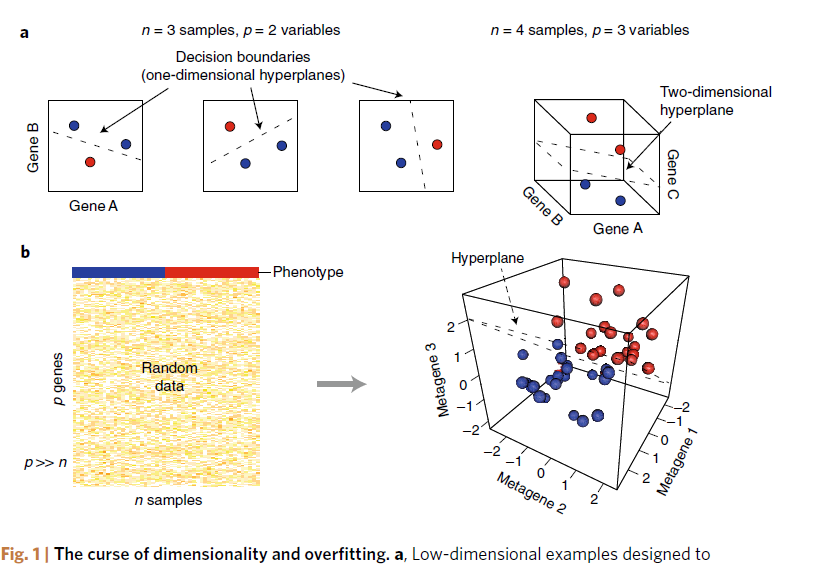 a
n = 3 samples, p = 2 variables
n = 4 samples, p = 3 variables
Decision boundaries
(one-dimensional hyperplanes)
Two-dimensional
hyperplane
Gene B
Gene A
Gene C
Gene B
Gene A
b
Phenotype
Random
data
p genes
p >> n
n samples
Hyperplane
Metagene 3
2
1
0
−1
−2
−2
−1
0
1
2
Metagene 2
−2
−1
0
1
2
Metagene 1
Fig. 1 | The curse of dimensionality and overfitting. a, Low-dimensional examples designed to